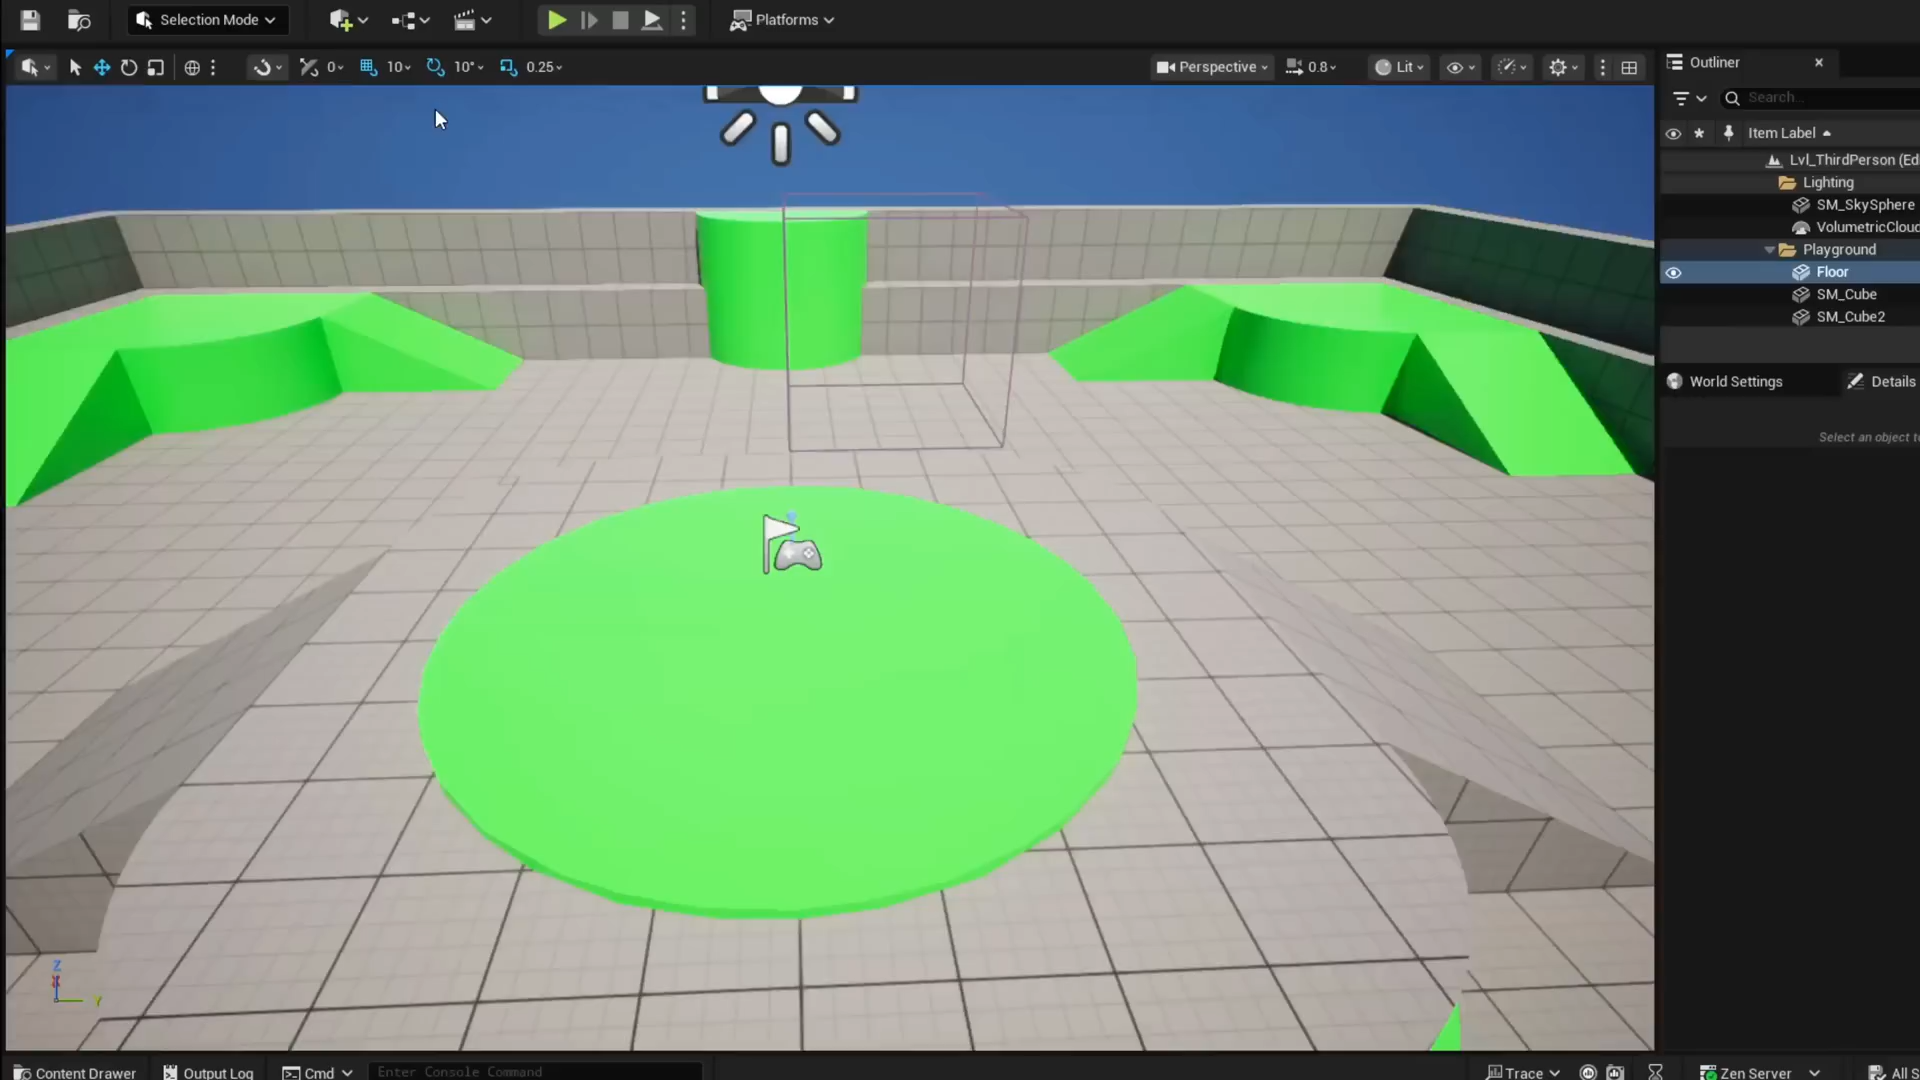 Selection Mode
Platforms
0
10
10°
0.25
Perspective
0.8
Lit
Outliner
Search...
Item Label
Lvl_ThirdPerson (Ed
Lighting
SM_SkySphere
VolumetricClou
Playground
Floor
SM_Cube
SM_Cube2
World Settings
Details
Select an object t
Z
Y
Content Drawer
Output Log
Cmd
Enter Console Command
Trace
Zen Server
All S